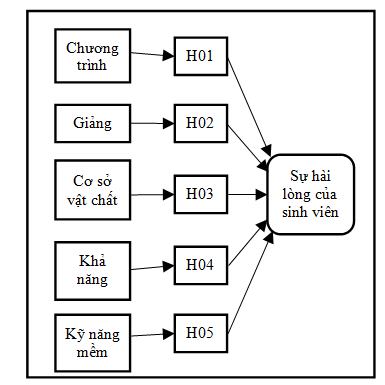 Chương
trình
H01
Giảng
H02
Cơ sở
vật chất
H03
Sự hài
lòng của
sinh viên
Khả
năng
H04
Kỹ năng
mềm
H05